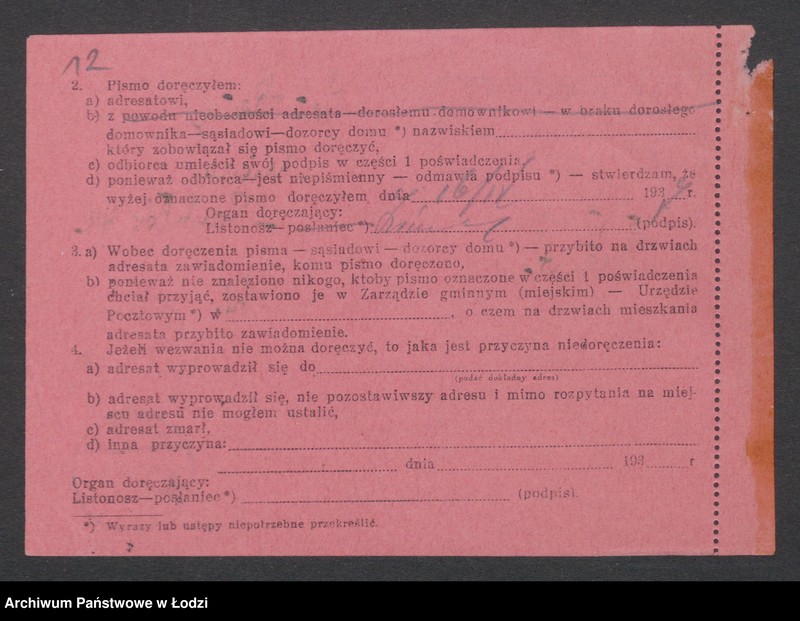 12
2. Pismo doręczyłem:
a) adresatowi,
b) z powodu nieobecności adresata—dorosłemu domownikowi — w braku dorosłego
domownika—sąsiadowi—dozorcy domu *) nazwiskiem
który zobowiązał się pismo doręczyć,
c) odbiorca umieścił swój podpis w części 1 poświadczenia,
d) ponieważ odbiorca—jest niepiśmienny — odmawia podpisu *) — stwierdzam, że
wyżej oznaczone pismo doręczyłem dnia 16/IX 1939 r.
Organ doręczający:
Listonosz— posłaniec *) (podpis).
3. a) Wobec doręczenia pisma — sąsiadowi — dozorcy domu *) — przybito na drzwiach
adresata zawiadomienie, komu pismo doręczono,
b) ponieważ nie znaleziono nikogo, ktoby pismo oznaczone w części 1 poświadczenia
chciał przyjąć, zostawiono je w Zarządzie gminnym (miejskim) — Urzędzie
Pocztowym *) w , o czem na drzwiach mieszkania
adresata przybito zawiadomienie.
4. Jeżeli wezwania nie można doręczyć, to jaka jest przyczyna niedoręczenia:
a) adresat wyprowadził się do
(podać dokładny adres)
b) adresat wyprowadził się, nie pozostawiwszy adresu i mimo rozpytania na miej-
scu adresu nie mogłem ustalić,
c) adresat zmarł,
d) inna przyczyna:
dnia 193 r
Organ doręczający:
Listonosz—posłaniec *) (podpis).
*) Wyrazy lub ustępy niepotrzebne przekreślić.
Archiwum Państwowe w Łodzi